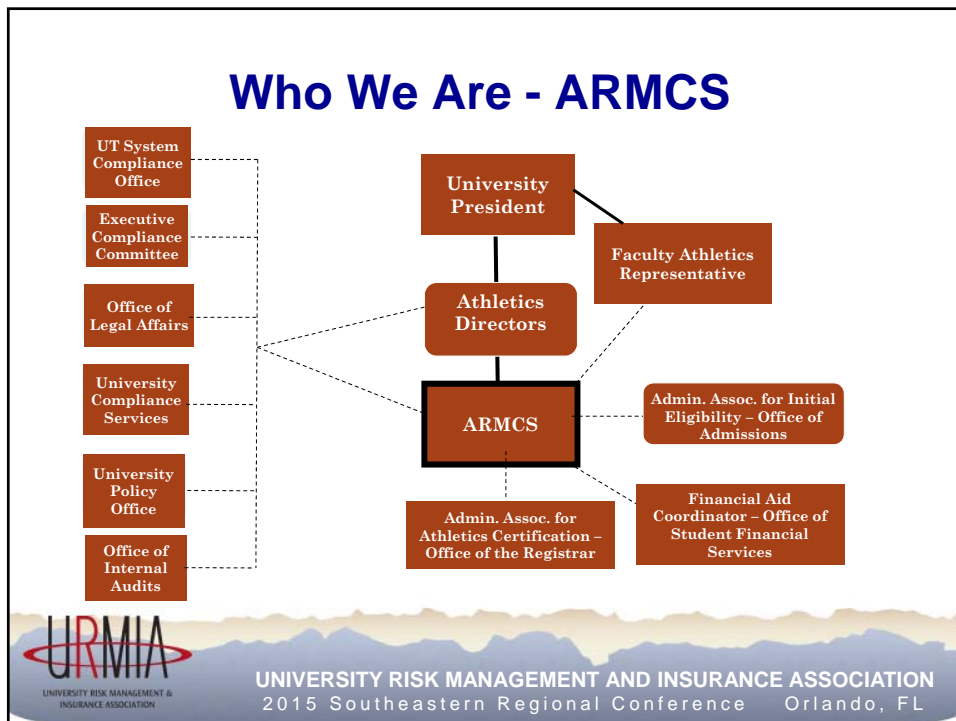 Who We Are - ARMCS
UT System
Compliance
Office
Executive
Compliance
Committee
Office of
Legal Affairs
University
Compliance
Services
University
Policy
Office
Office of
Internal
Audits
University
President
Faculty Athletics
Representative
Athletics
Directors
ARMCS
Admin. Assoc. for Initial
Eligibility – Office of
Admissions
Admin. Assoc. for
Athletics Certification –
Office of the Registrar
Financial Aid
Coordinator – Office of
Student Financial
Services
URMIA
UNIVERSITY RISK MANAGEMENT &
INSURANCE ASSOCIATION
UNIVERSITY RISK MANAGEMENT AND INSURANCE ASSOCIATION
2015 Southeastern Regional Conference Orlando, FL